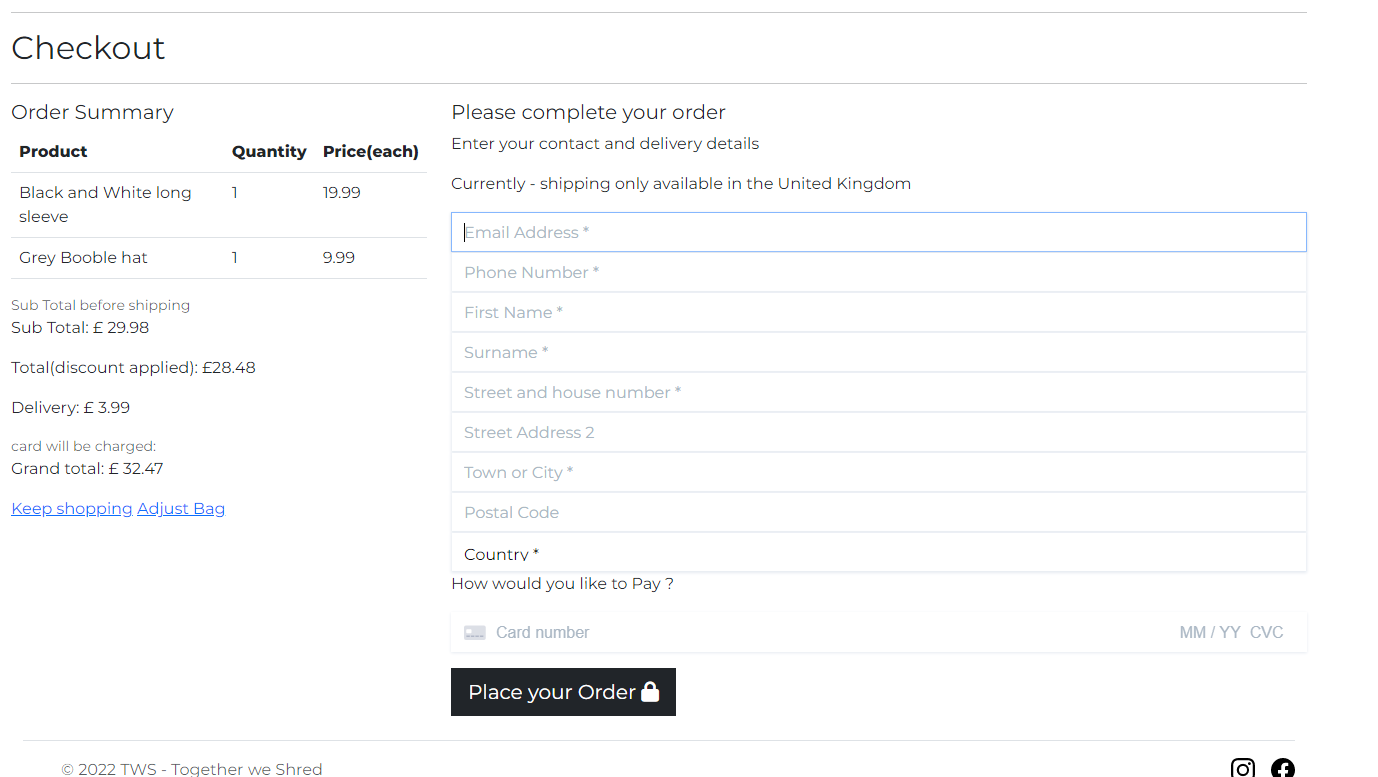 Checkout
Order Summary
Product Quantity Price(each)
Black and White long
sleeve 1 19.99
Grey Booble hat 1 9.99
Sub Total before shipping
Sub Total: £ 29.98
Total(discount applied): £28.48
Delivery: £ 3.99
card will be charged:
Grand total: £ 32.47
Keep shopping Adjust Bag
Please complete your order
Enter your contact and delivery details
Currently - shipping only available in the United Kingdom
Email Address *
Phone Number *
First Name *
Surname *
Street and house number *
Street Address 2
Town or City *
Postal Code
Country *
How would you like to Pay ?
Card number MM / YY CVC
Place your Order
© 2022 TWS - Together we Shred